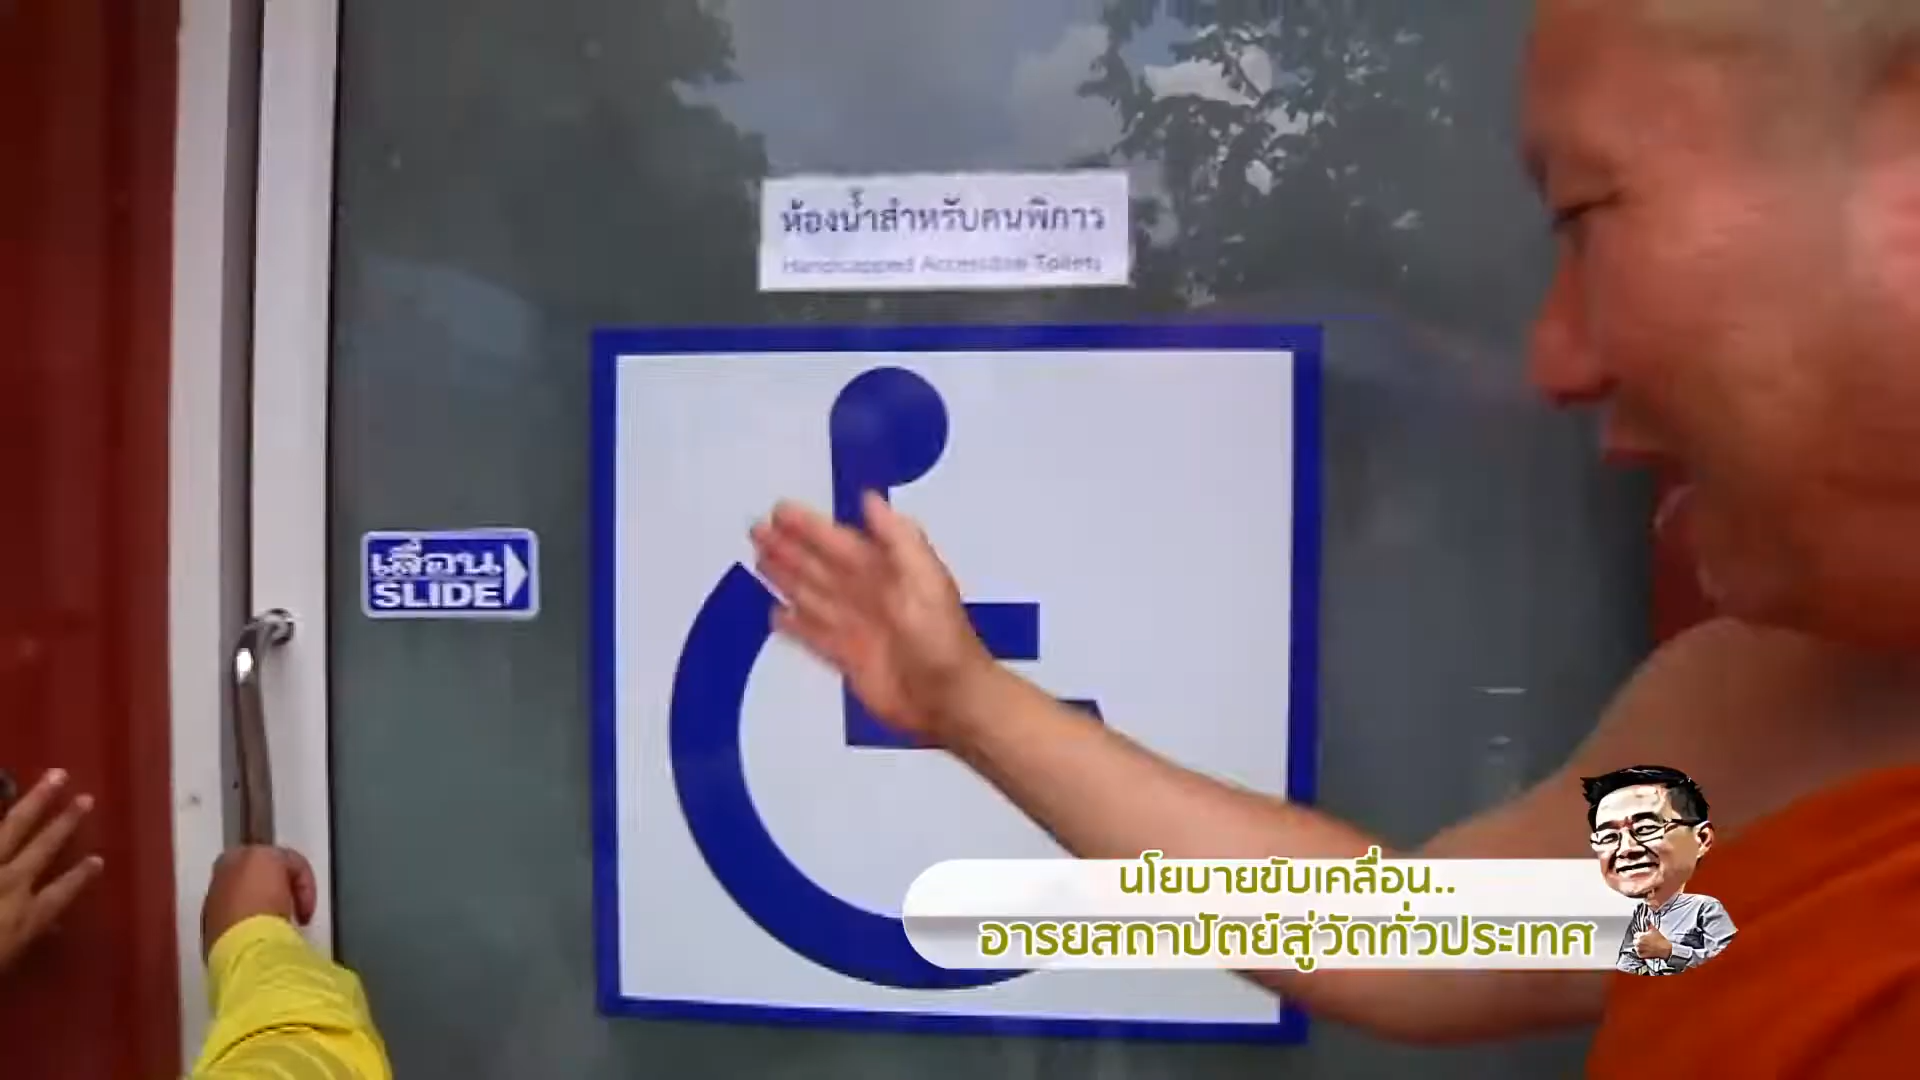 ห้องน้ำสำหรับคนพิการ
Handicapped Accessible Toilets
เลื่อน
SLIDE
นโยบายขับเคลื่อน..
อารยสถาปัตย์สู่วัดทั่วประเทศ